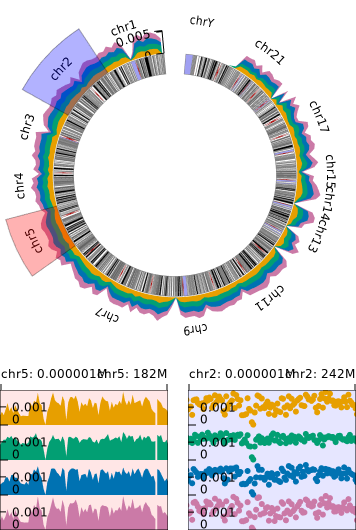 chrY
chr1
0.005
0
chr21
chr2
chr17
chr3
chr15
chr4
chr14
chr13
chr5
chr11
chr7
chr9
chr5: 0.000001M
chr5: 182M
chr2: 0.000001M
chr2: 242M
0.001
0
0.001
0
0.001
0
0.001
0
0.001
0
0.001
0
0.001
0
0.001
0